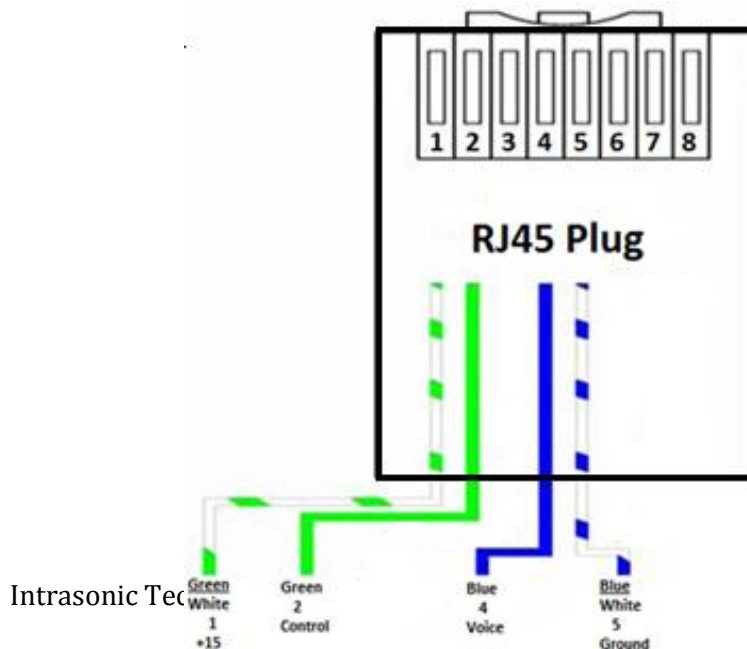 1 2 3 4 5 6 7 8
RJ45 Plug
Intrasonic
Green
White
1
+15
Green
2
Control
Blue
4
Voice
Blue
White
5
Ground